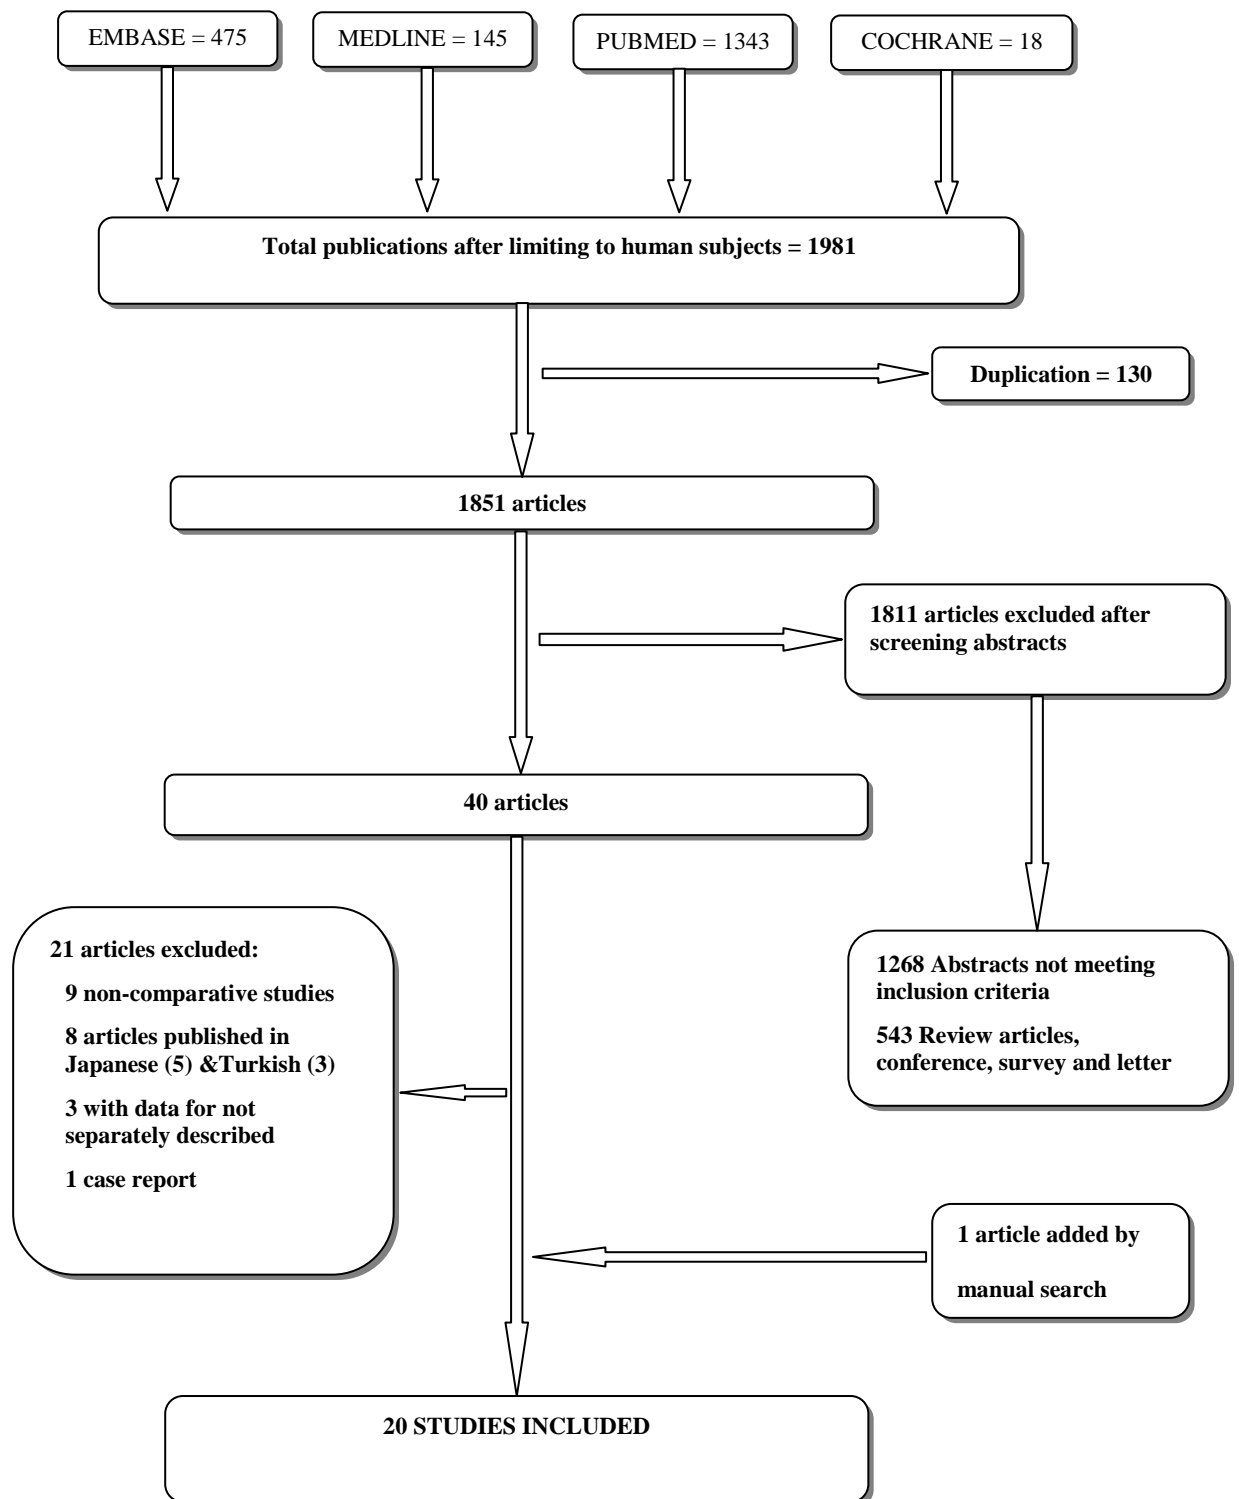 EMBASE = 475
MEDLINE = 145
PUBMED = 1343
COCHRANE = 18
Total publications after limiting to human subjects = 1981
Duplication = 130
1851 articles
1811 articles excluded after
screening abstracts
40 articles
21 articles excluded:
9 non-comparative studies
8 articles published in
Japanese (5) &Turkish (3)
3 with data for not
separately described
1 case report
1268 Abstracts not meeting
inclusion criteria
543 Review articles,
conference, survey and letter
1 article added by
manual search
20 STUDIES INCLUDED